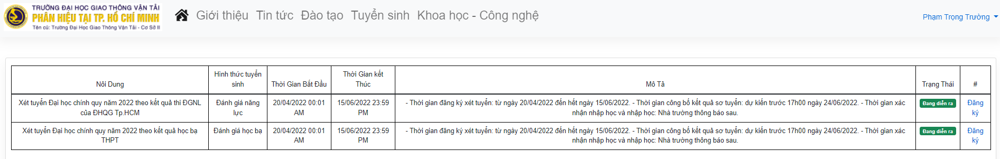 TRƯỜNG ĐẠI HỌC GIAO THÔNG VẬN TẢI
PHÂN HIỆU TẠI TP. HỒ CHÍ MINH
Tên cũ: Trường Đại Học Giao Thông Vận Tải - Cơ Sở II
Giới thiệu Tin tức Đào tạo Tuyển sinh Khoa học - Công nghệ
Phạm Trọng Trường
Nôi Dung
Hình thức tuyển
sinh
Thời Gian Bắt Đầu
Thời Gian kết
Thúc
Mô Tả
Trạng Thái
#
Xét tuyển Đại học chính quy năm 2022 theo kết quả thi ĐGNL
của ĐHQG Tp.HCM
Đánh giá năng
lực
20/04/2022 00:01
AM
15/06/2022 23:59
PM
- Thời gian đăng ký xét tuyển: từ ngày 20/04/2022 đến hết ngày 15/06/2022. - Thời gian công bố kết quả sơ tuyển: dự kiến trước 17h00 ngày 24/06/2022. - Thời gian xác
nhận nhập học và nhập học: Nhà trường thông báo sau.
Đang diễn ra
Đăng
ký
Xét tuyển Đại học chính quy năm 2022 theo kết quả học bạ
THPT
Đánh giá học bạ
20/04/2022 00:01
AM
15/06/2022 23:59
PM
- Thời gian đăng ký xét tuyển: từ ngày 20/04/2022 đến hết ngày 15/06/2022. - Thời gian công bố kết quả sơ tuyển: dự kiến trước 17h00 ngày 24/06/2022. - Thời gian xác
nhận nhập học và nhập học: Nhà trường thông báo sau.
Đang diễn ra
Đăng
ký